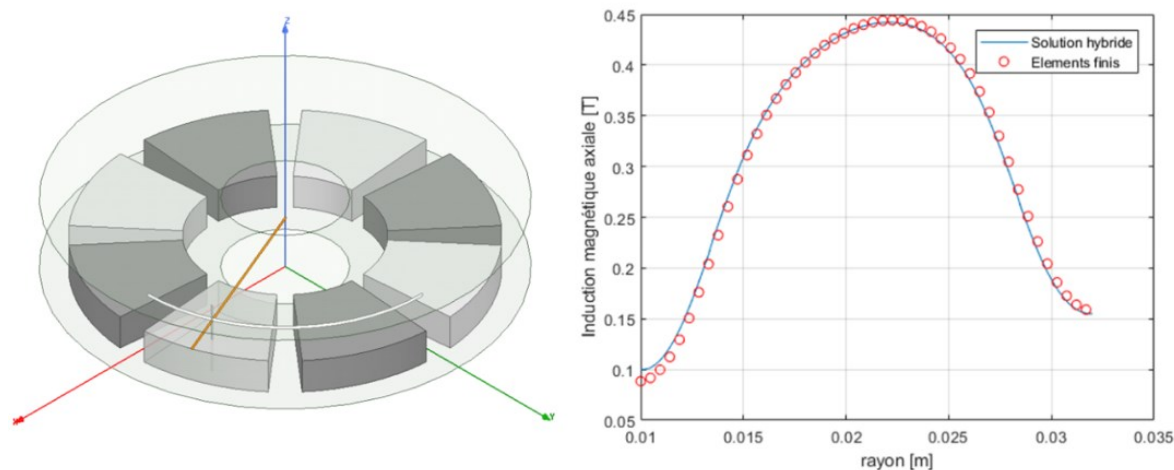 Z
X
Y
0.45
0.4
0.35
0.3
0.25
0.2
0.15
0.1
0.05
Induction magnétique axiale [T]
Solution hybride
Elements finis
0.01
0.015
0.02
0.025
0.03
0.035
rayon [m]